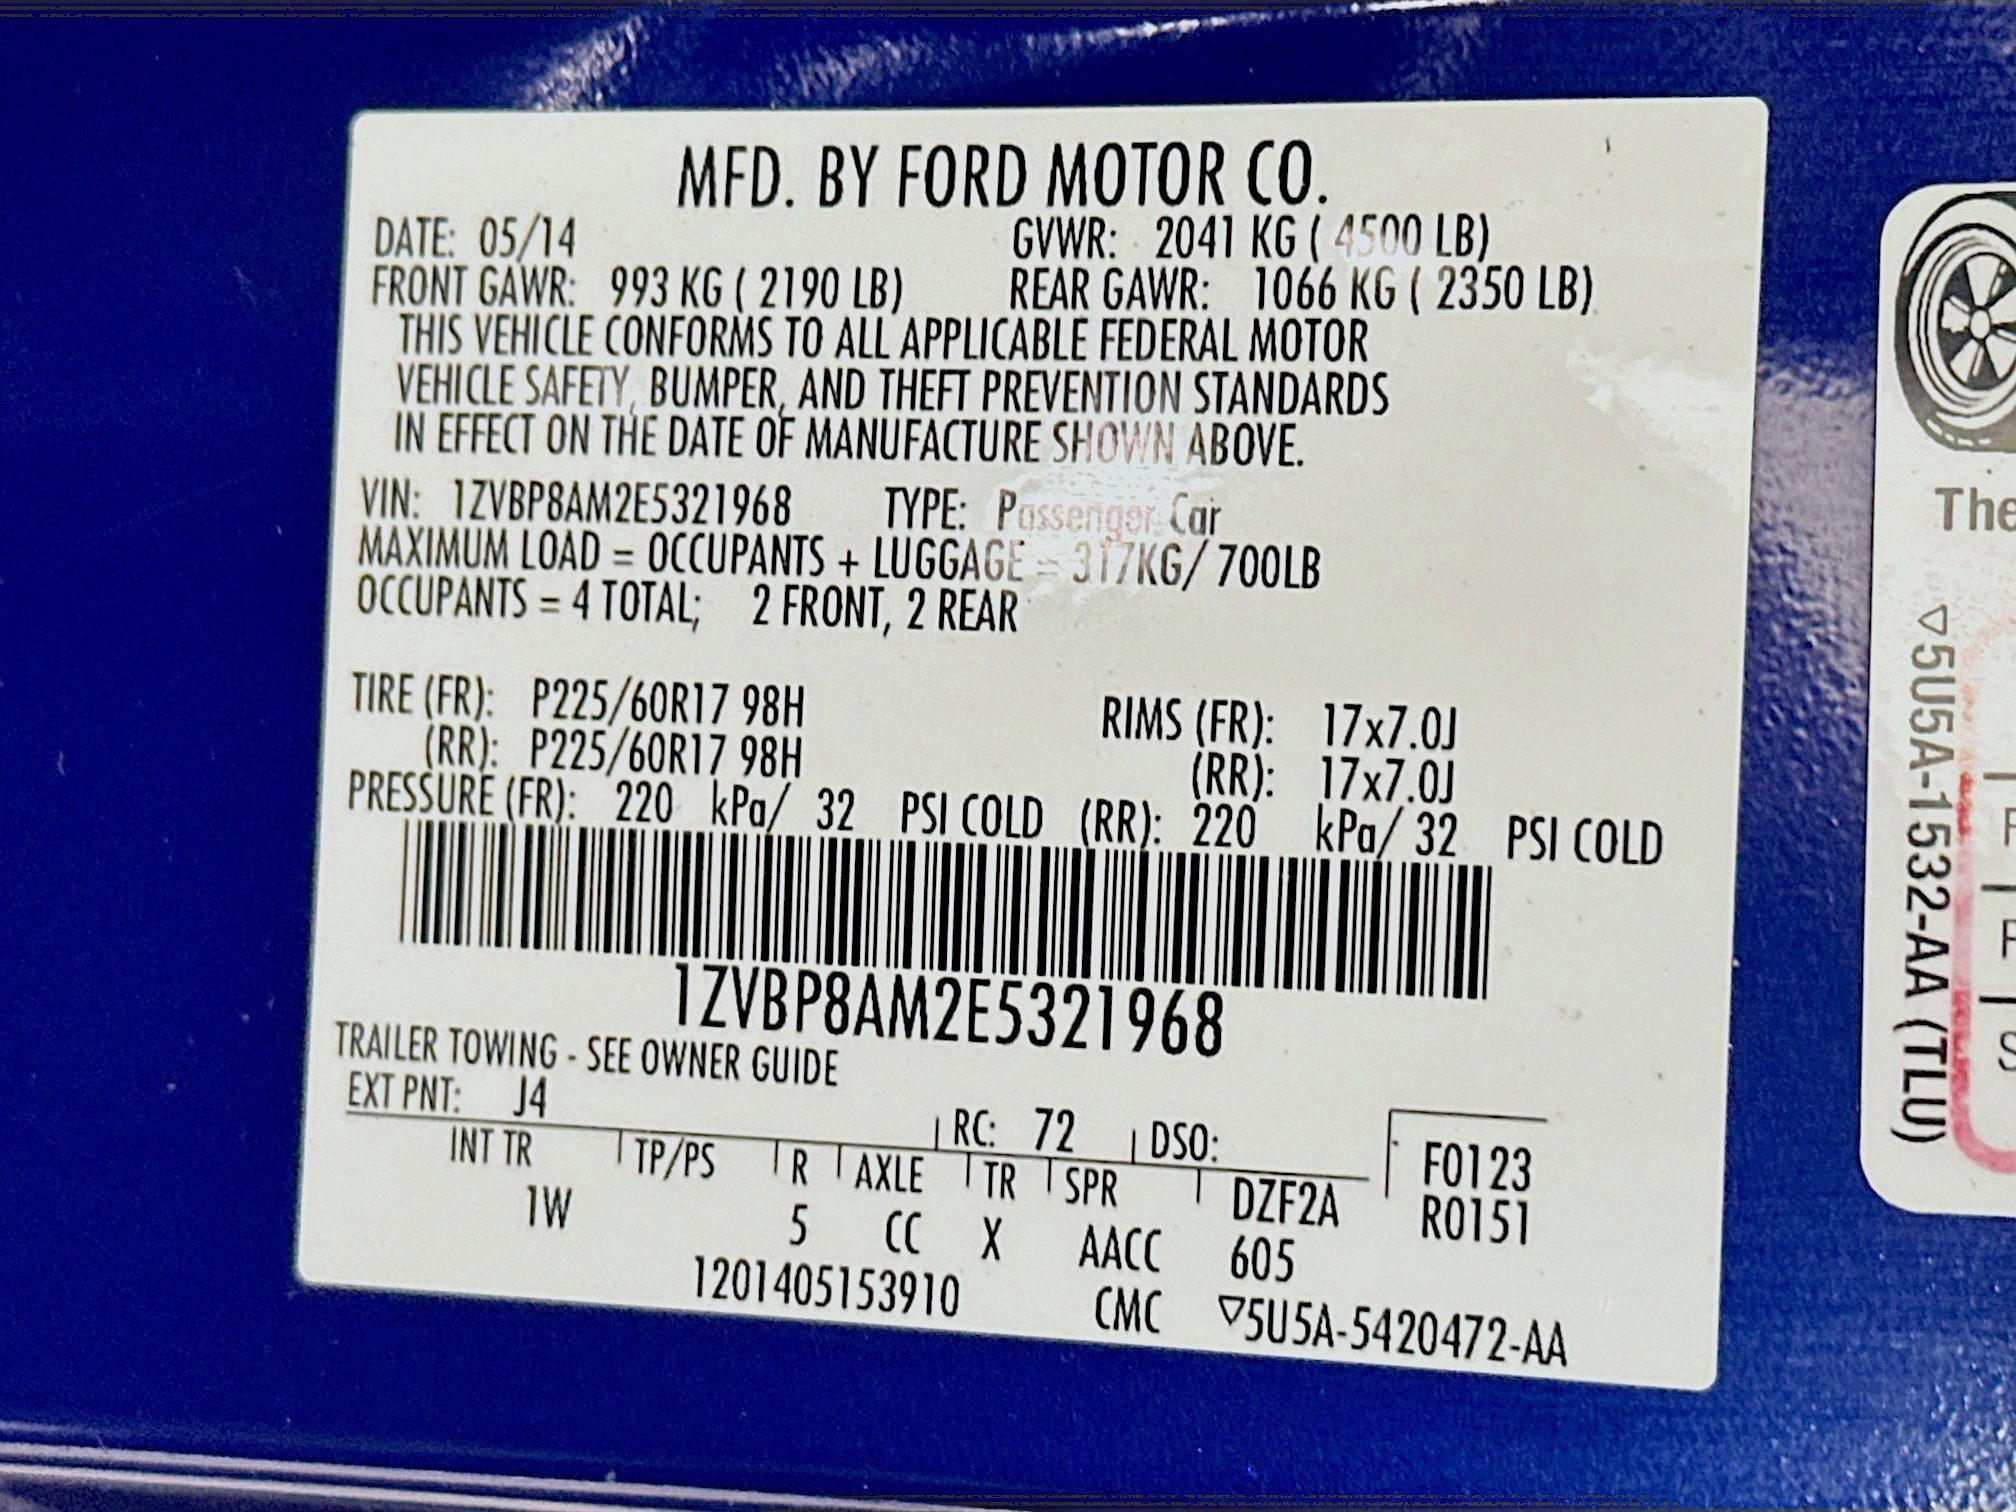 MFD. BY FORD MOTOR CO.
DATE: 05/14 GVWR: 2041 KG ( 4500 LB)
FRONT GAWR: 993 KG ( 2190 LB) REAR GAWR: 1066 KG ( 2350 LB)
THIS VEHICLE CONFORMS TO ALL APPLICABLE FEDERAL MOTOR
VEHICLE SAFETY, BUMPER, AND THEFT PREVENTION STANDARDS
IN EFFECT ON THE DATE OF MANUFACTURE SHOWN ABOVE.
VIN: 1ZVBP8AM2E5321968 TYPE: Passenger Car
MAXIMUM LOAD = OCCUPANTS + LUGGAGE = 317KG/ 700LB
OCCUPANTS = 4 TOTAL; 2 FRONT, 2 REAR
TIRE (FR): P225/60R17 98H RIMS (FR): 17x7.0J
(RR): P225/60R17 98H (RR): 17x7.0J
PRESSURE (FR): 220 kPa/ 32 PSI COLD (RR): 220 kPa/ 32 PSI COLD
1ZVBP8AM2E5321968
TRAILER TOWING - SEE OWNER GUIDE
EXT PNT: J4 RC: 72 DSO:
INT TR TP/PS R AXLE TR SPR DZF2A F0123
1W 5 CC X AACC 605 R0151
1201405153910 CMC ▽5U5A-5420472-AA
The
▽5U5A-1532-AA (TLU)